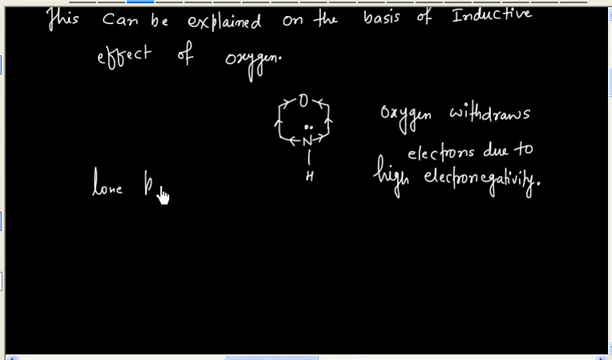 This Can be explained on the basis of Inductive
effect of oxygen.
O
N
H
oxygen withdraws
electrons due to
high electronegativity.
lone p